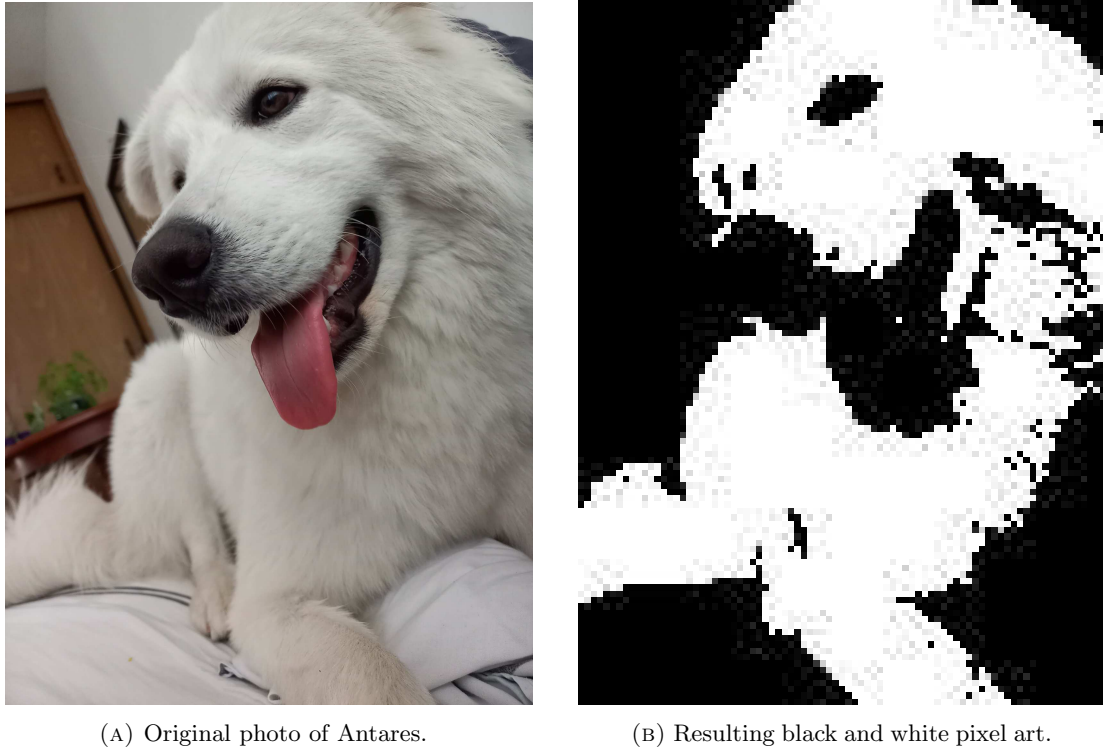 (A) Original photo of Antares.
(B) Resulting black and white pixel art.